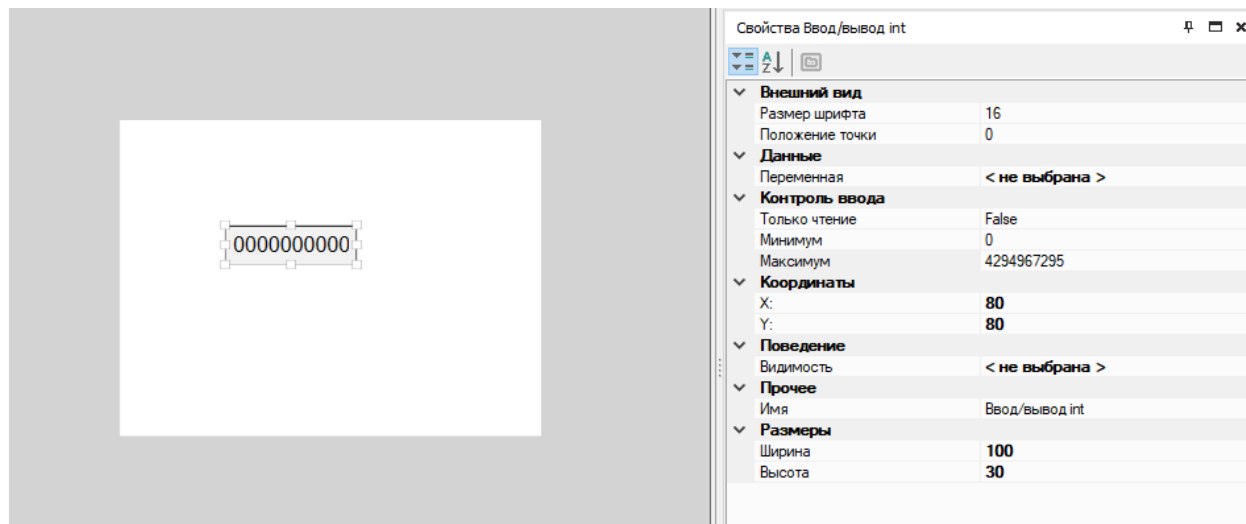 0000000000
Свойства Ввод/вывод int
Внешний вид
Размер шрифта 16
Положение точки 0
Данные
Переменная < не выбрана >
Контроль ввода
Только чтение False
Минимум 0
Максимум 4294967295
Координаты
X: 80
Y: 80
Поведение
Видимость < не выбрана >
Прочее
Имя Ввод/вывод int
Размеры
Ширина 100
Высота 30